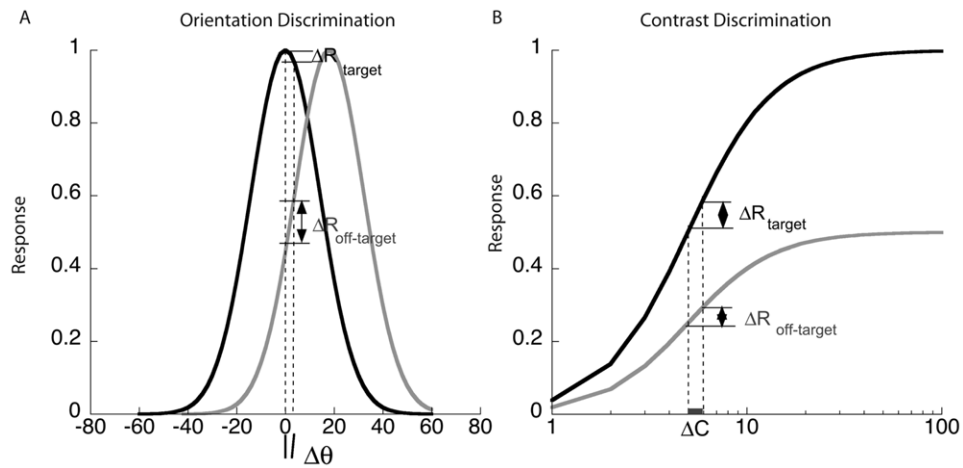 A
Orientation Discrimination
Response
1
0.8
0.6
0.4
0.2
0
-80 -60 -40 -20 0 20 40 60 80
ΔR target
ΔR off-target
Δθ
B
Contrast Discrimination
Response
1
0.8
0.6
0.4
0.2
0
1 10 100
ΔR target
ΔR off-target
ΔC